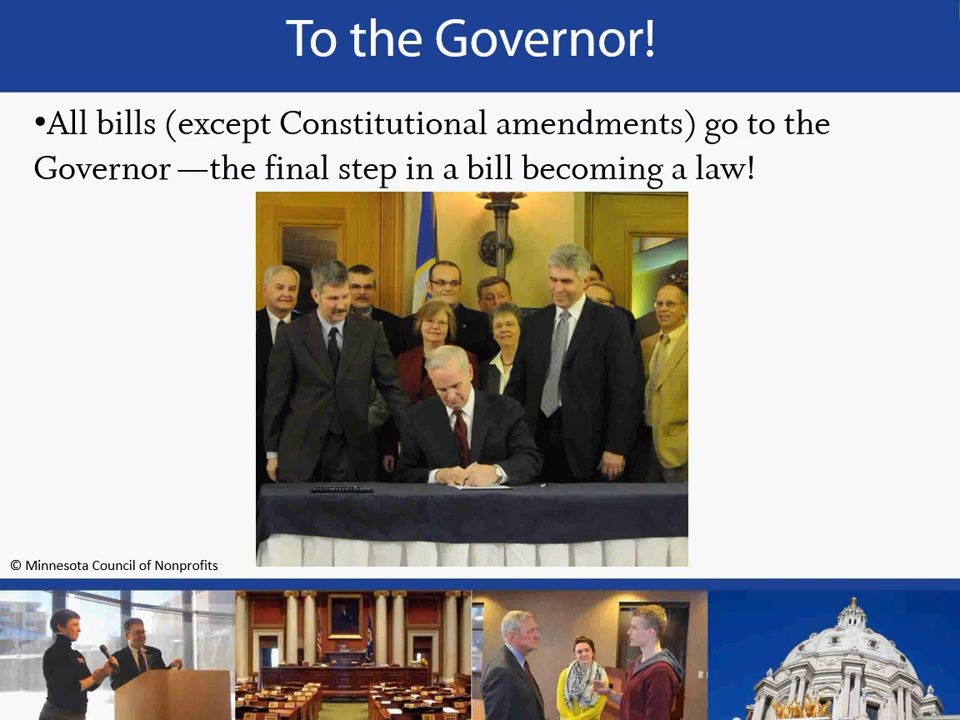 To the Governor!
•All bills (except Constitutional amendments) go to the
Governor —the final step in a bill becoming a law!
© Minnesota Council of Nonprofits